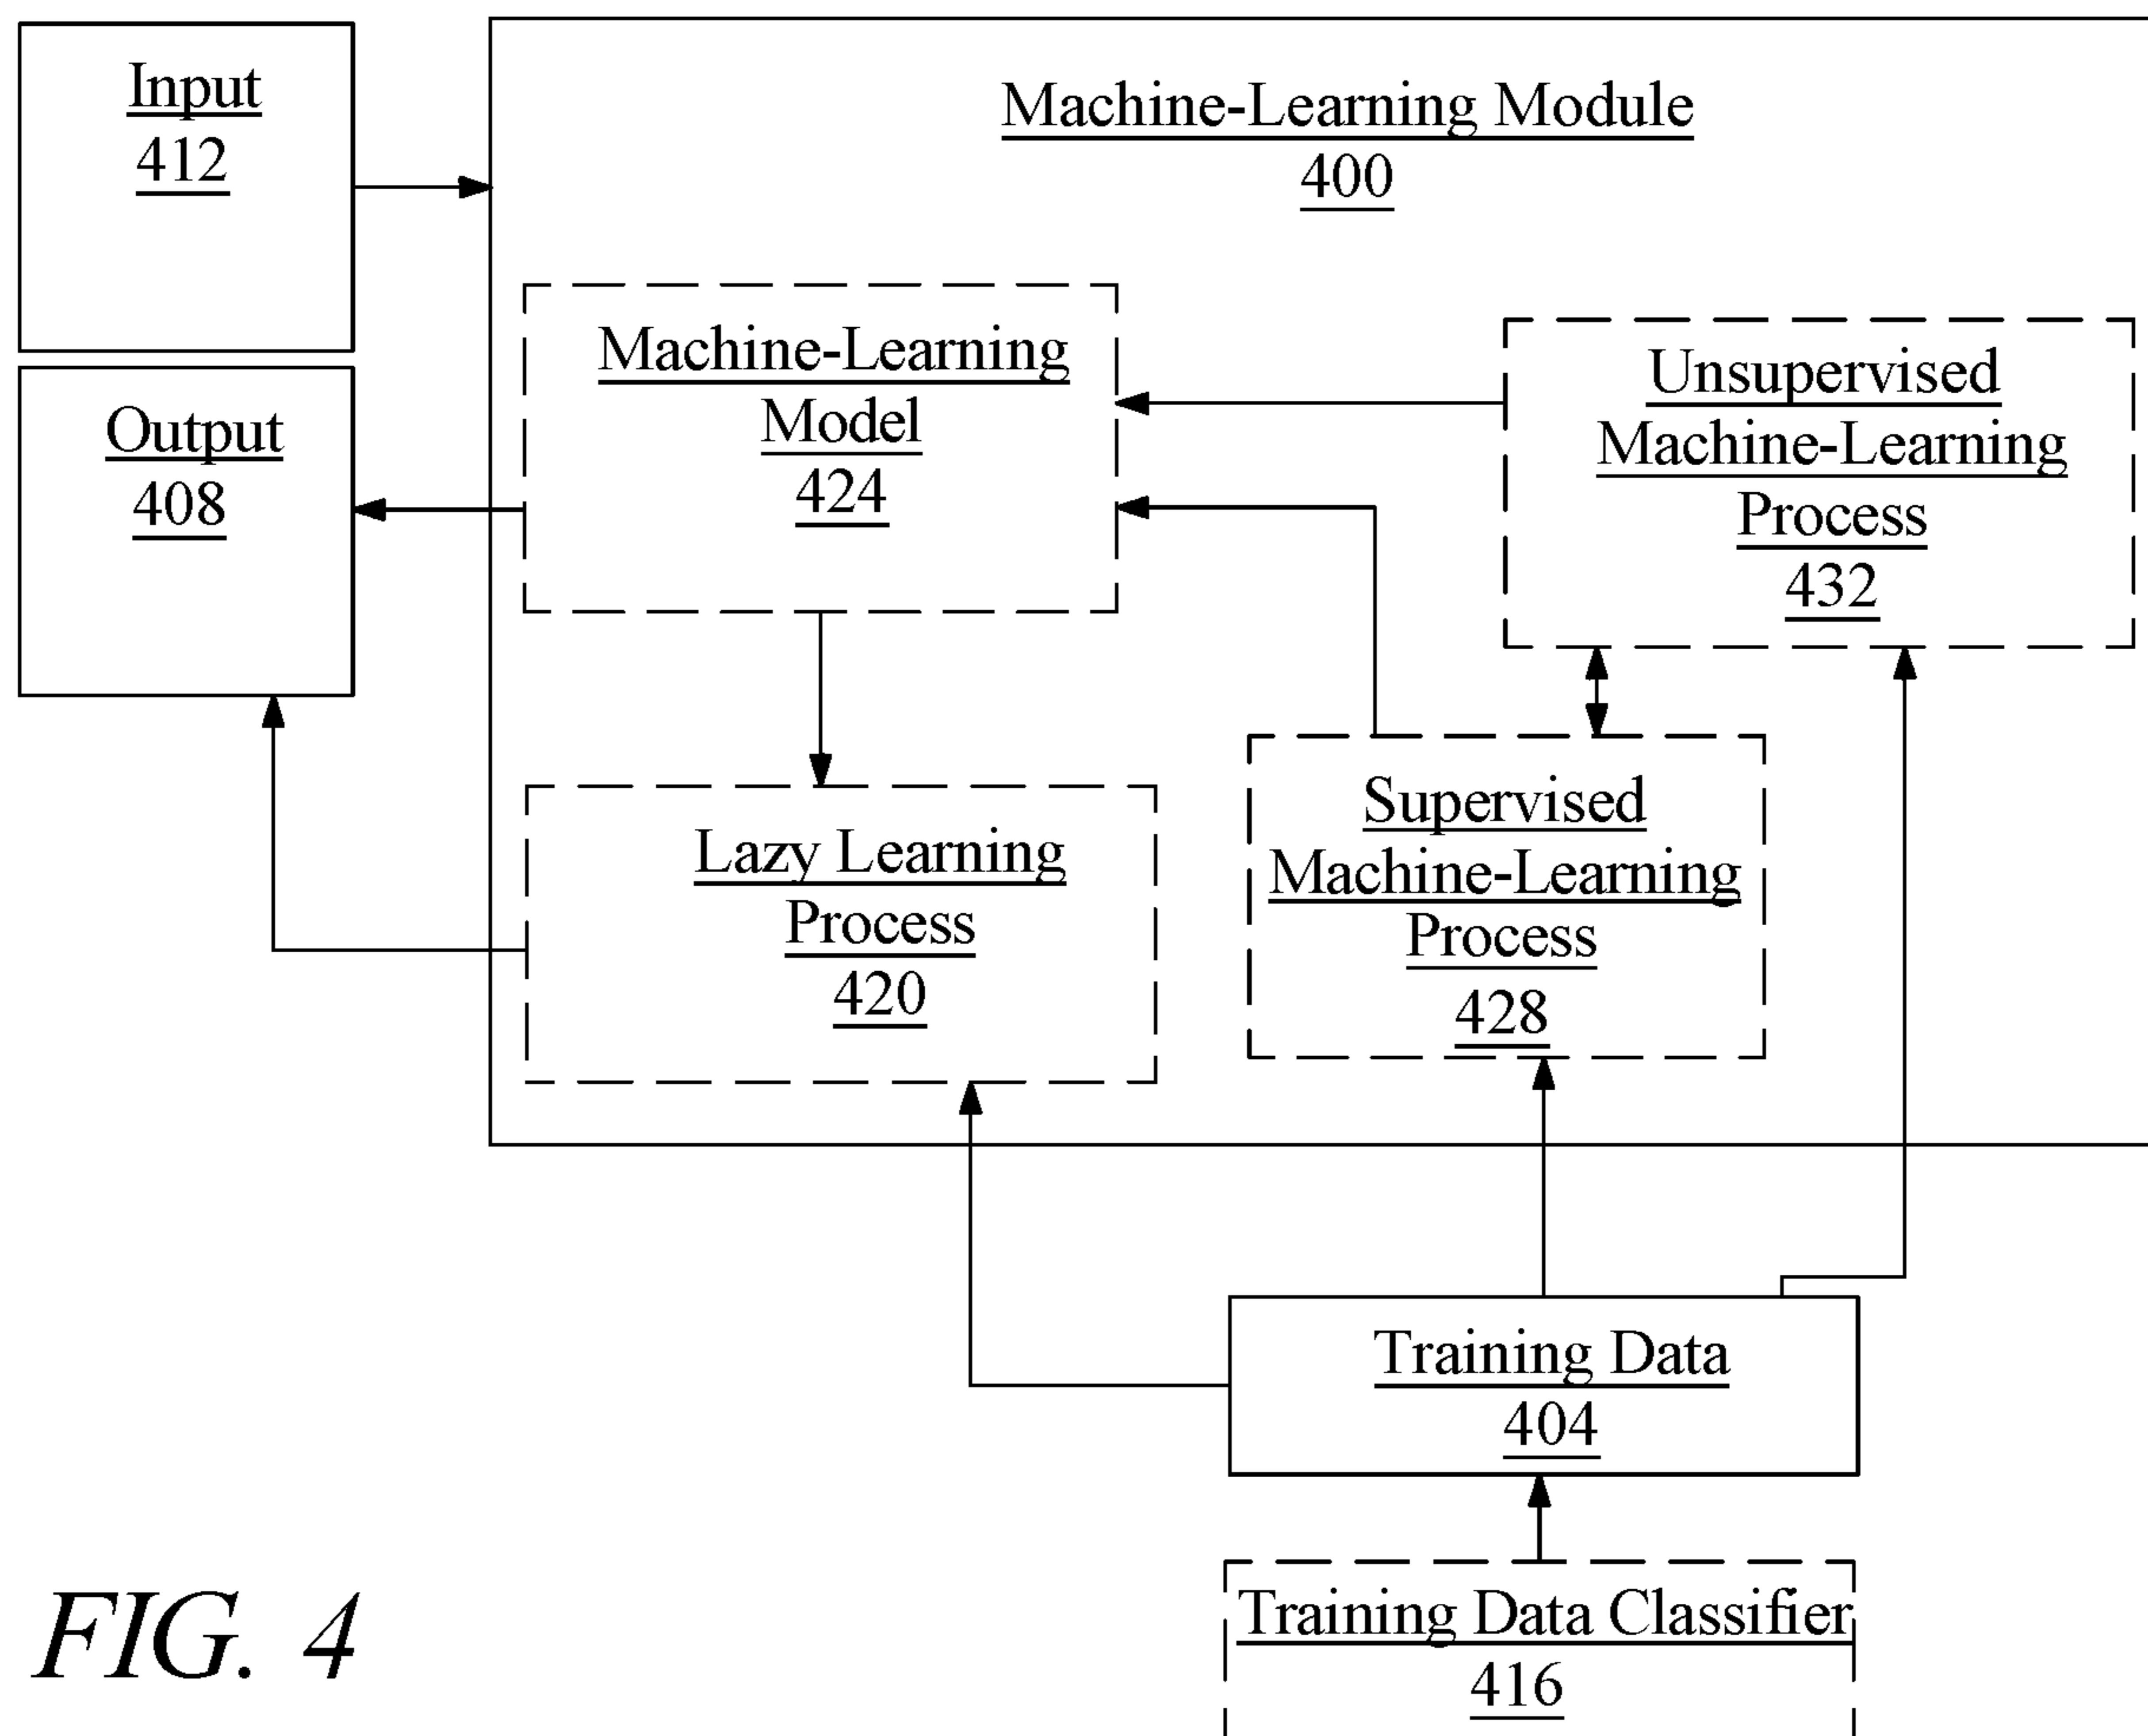 Input
412
Machine-Learning Module
400
Output
408
Machine-Learning
Model
424
Unsupervised
Machine-Learning
Process
432
Lazy Learning
Process
420
Supervised
Machine-Learning
Process
428
Training Data
404
Training Data Classifier
416
FIG. 4